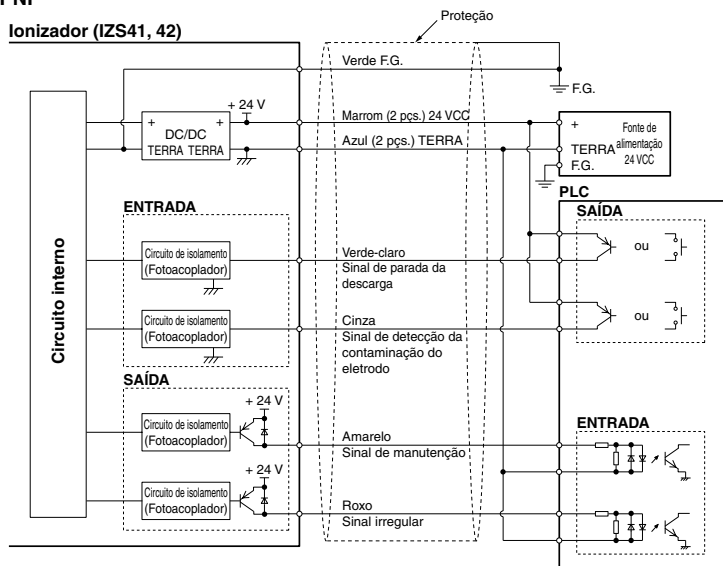 Ionizador (IZS41, 42)
Proteção
Verde F.G.
F.G.
+ 24 V
+ +
DC/DC
TERRA TERRA
Marrom (2 pçs.) 24 VCC
Azul (2 pçs.) TERRA
+
TERRA
F.G.
Fonte de
alimentação
24 VCC
PLC
SAÍDA
ou
ou
ENTRADA
Circuito de isolamento
(Fotoacoplador)
Verde-claro
Sinal de parada da
descarga
Circuito de isolamento
(Fotoacoplador)
Cinza
Sinal de detecção da
contaminação do
eletrodo
Circuito interno
SAÍDA
+ 24 V
Circuito de isolamento
(Fotoacoplador)
Amarelo
Sinal de manutenção
ENTRADA
+ 24 V
Circuito de isolamento
(Fotoacoplador)
Roxo
Sinal irregular